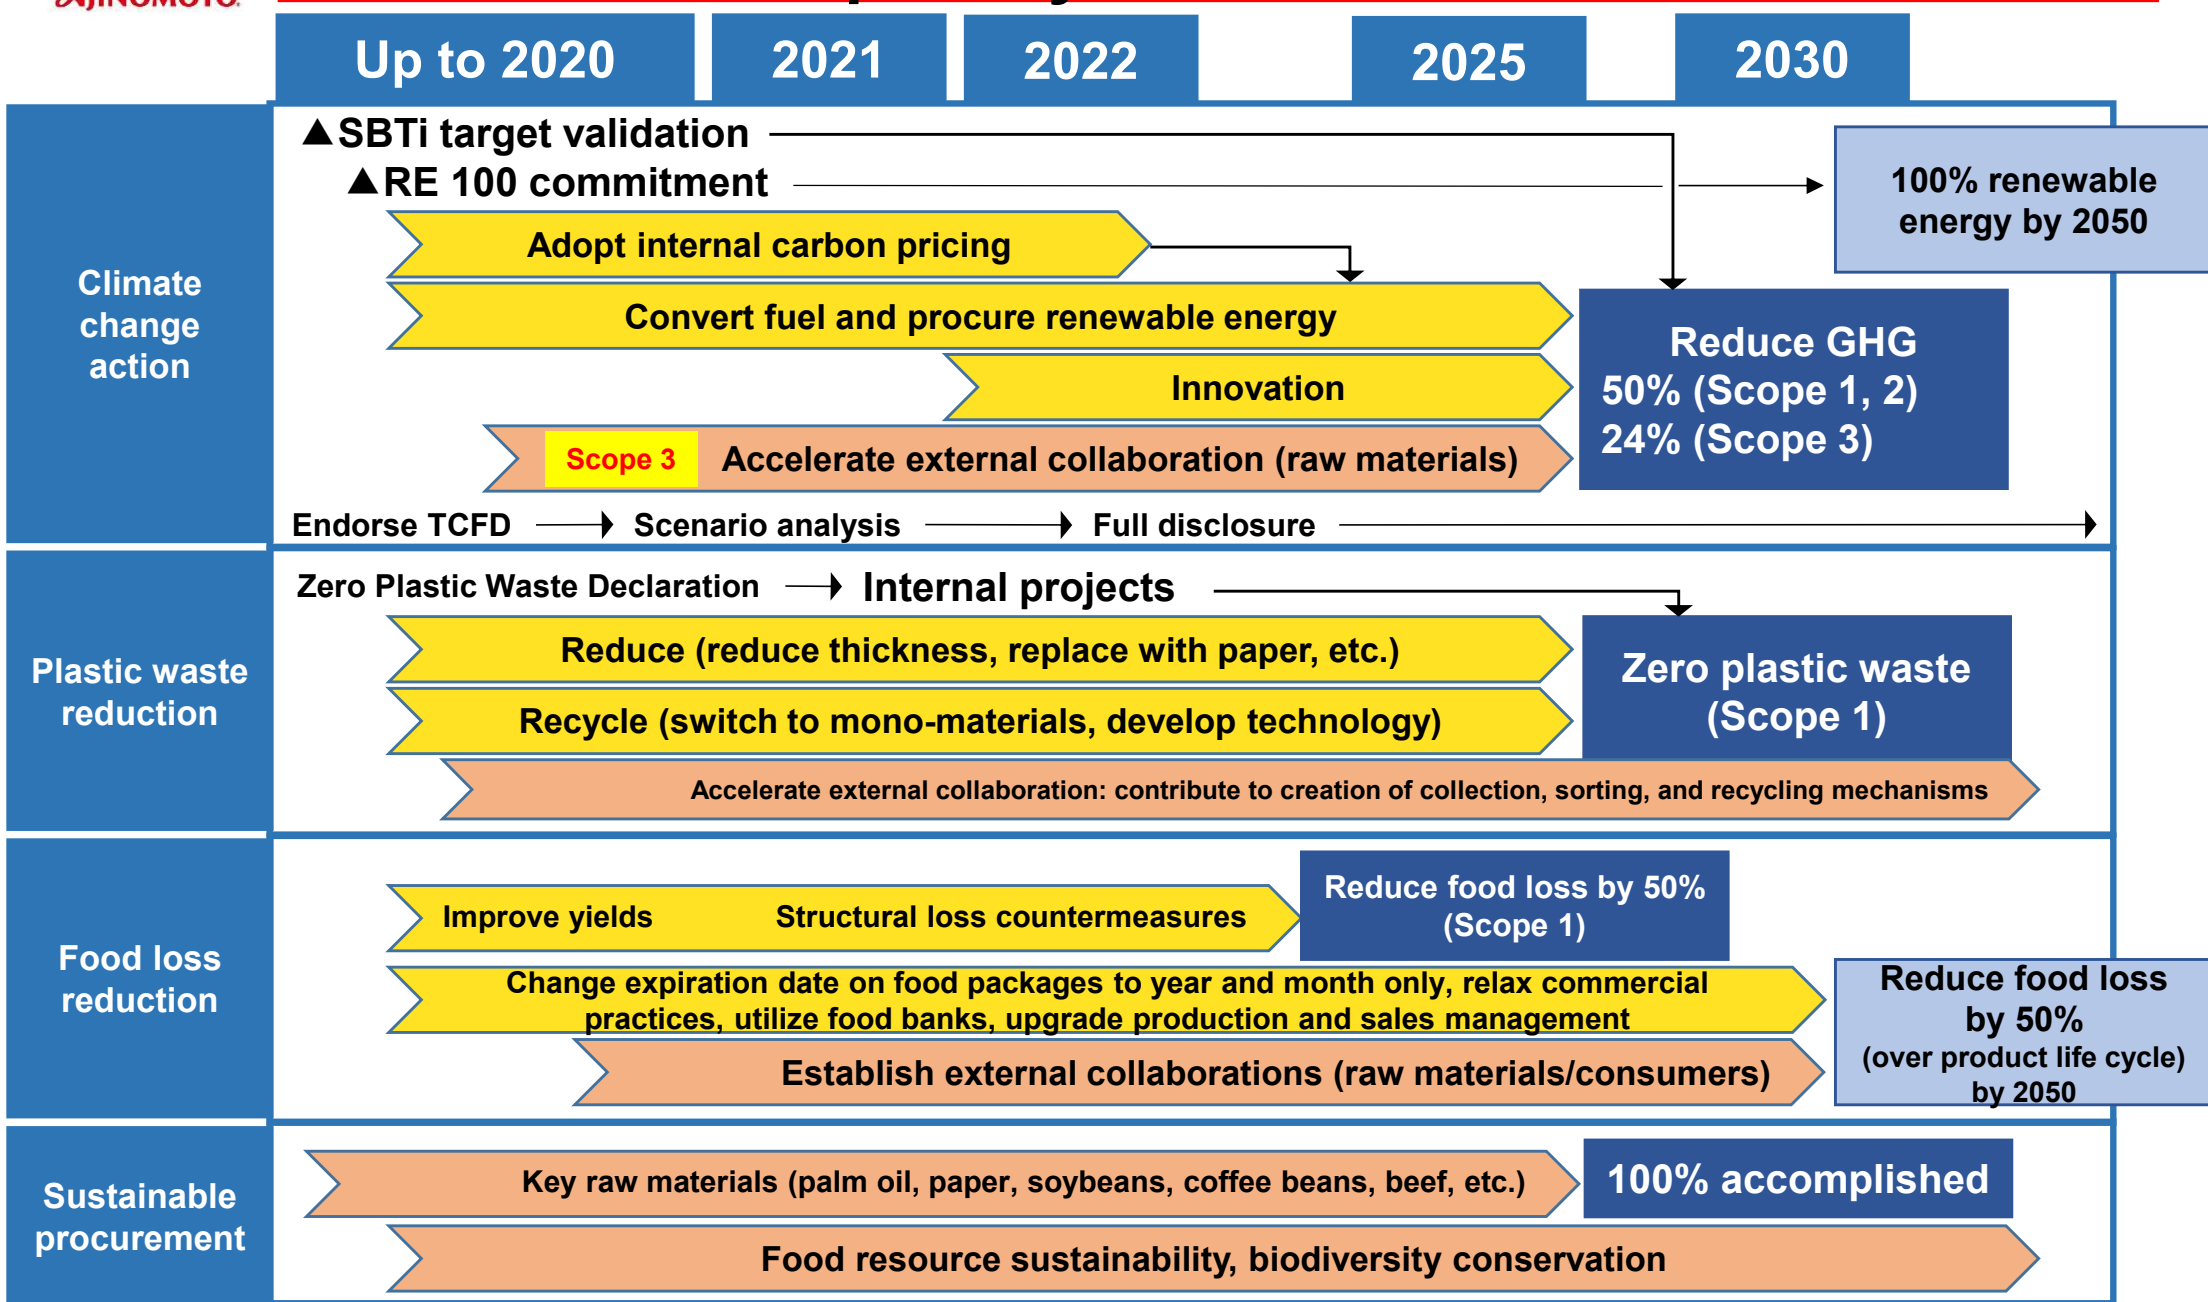 AJINOMOTO.
Up to 2020
2021
2022
2025
2030
Climate
change
action
▲SBTi target validation
▲RE 100 commitment
100% renewable
energy by 2050
Adopt internal carbon pricing
Convert fuel and procure renewable energy
Innovation
Scope 3
Accelerate external collaboration (raw materials)
Reduce GHG
50% (Scope 1, 2)
24% (Scope 3)
Endorse TCFD
Scenario analysis
Full disclosure
Plastic waste
reduction
Zero Plastic Waste Declaration
Internal projects
Reduce (reduce thickness, replace with paper, etc.)
Recycle (switch to mono-materials, develop technology)
Zero plastic waste
(Scope 1)
Accelerate external collaboration: contribute to creation of collection, sorting, and recycling mechanisms
Food loss
reduction
Improve yields
Structural loss countermeasures
Reduce food loss by 50%
(Scope 1)
Change expiration date on food packages to year and month only, relax commercial
practices, utilize food banks, upgrade production and sales management
Establish external collaborations (raw materials/consumers)
Reduce food loss
by 50%
(over product life cycle)
by 2050
Sustainable
procurement
Key raw materials (palm oil, paper, soybeans, coffee beans, beef, etc.)
100% accomplished
Food resource sustainability, biodiversity conservation